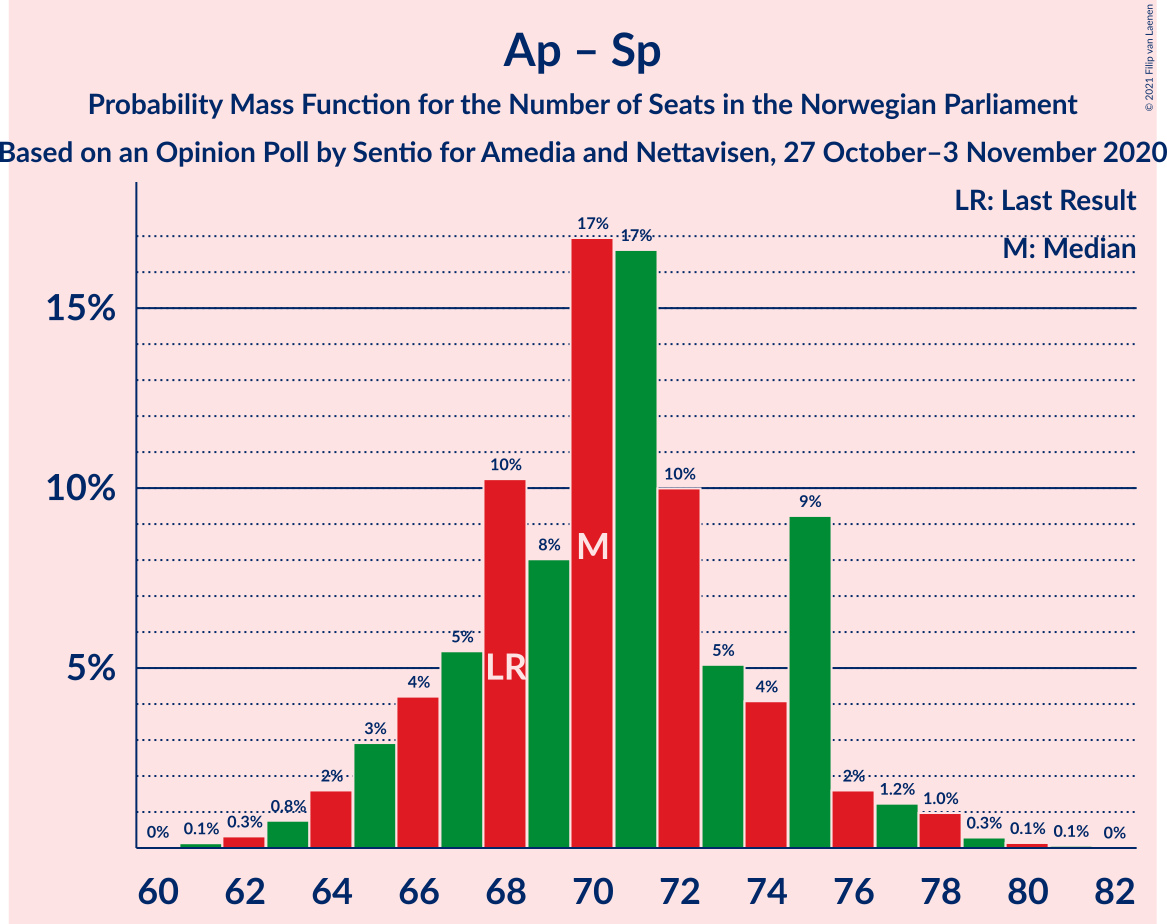 Ap – Sp
Probability Mass Function for the Number of Seats in the Norwegian Parliament
Based on an Opinion Poll by Sentio for Amedia and Nettavisen, 27 October–3 November 2020
© 2021 Filip van Laenen
LR: Last Result
M: Median
15%
10%
5%
0%
0.1%
0.3%
0.8%
2%
3%
4%
5%
10%
8%
17%
17%
10%
5%
4%
9%
2%
1.2%
1.0%
0.3%
0.1%
0.1%
0%
LR
M
60 62 64 66 68 70 72 74 76 78 80 82